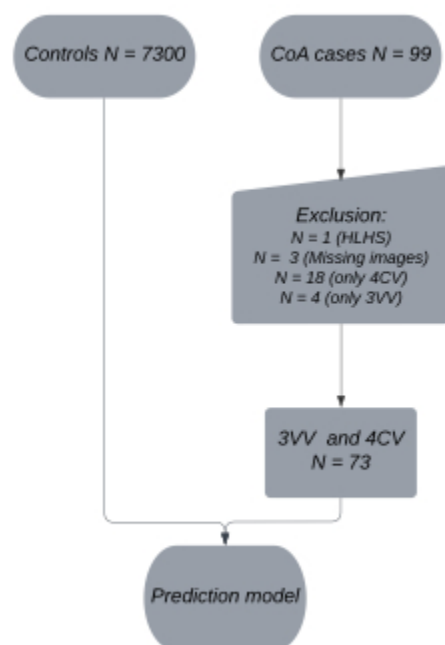 Controls N = 7300
CoA cases N = 99
Exclusion:
N = 1 (HLHS)
N = 3 (Missing images)
N = 18 (only 4CV)
N = 4 (only 3VV)
3VV and 4CV
N = 73
Prediction model